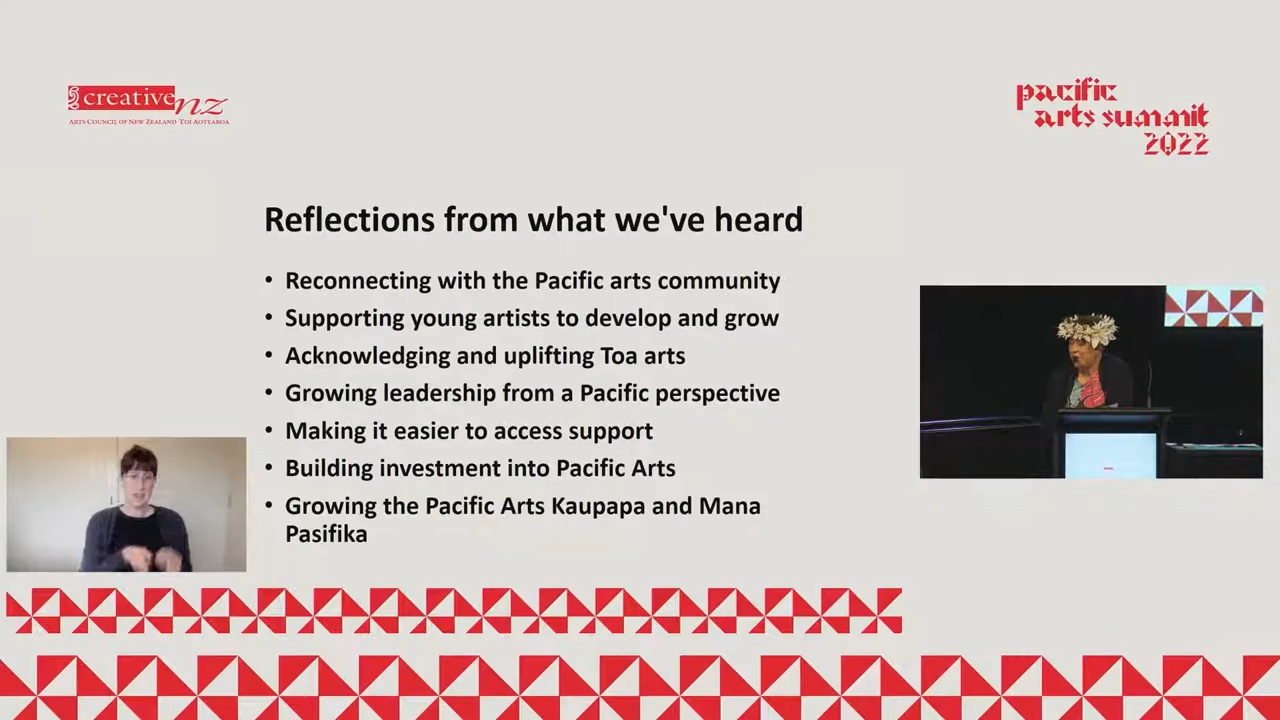 creative nz
ARTS COUNCIL OF NEW ZEALAND TOI AOTEAROA
pacific
arts summit
2022
Reflections from what we've heard
• Reconnecting with the Pacific arts community
• Supporting young artists to develop and grow
• Acknowledging and uplifting Toa arts
• Growing leadership from a Pacific perspective
• Making it easier to access support
• Building investment into Pacific Arts
• Growing the Pacific Arts Kaupapa and Mana
Pasifika